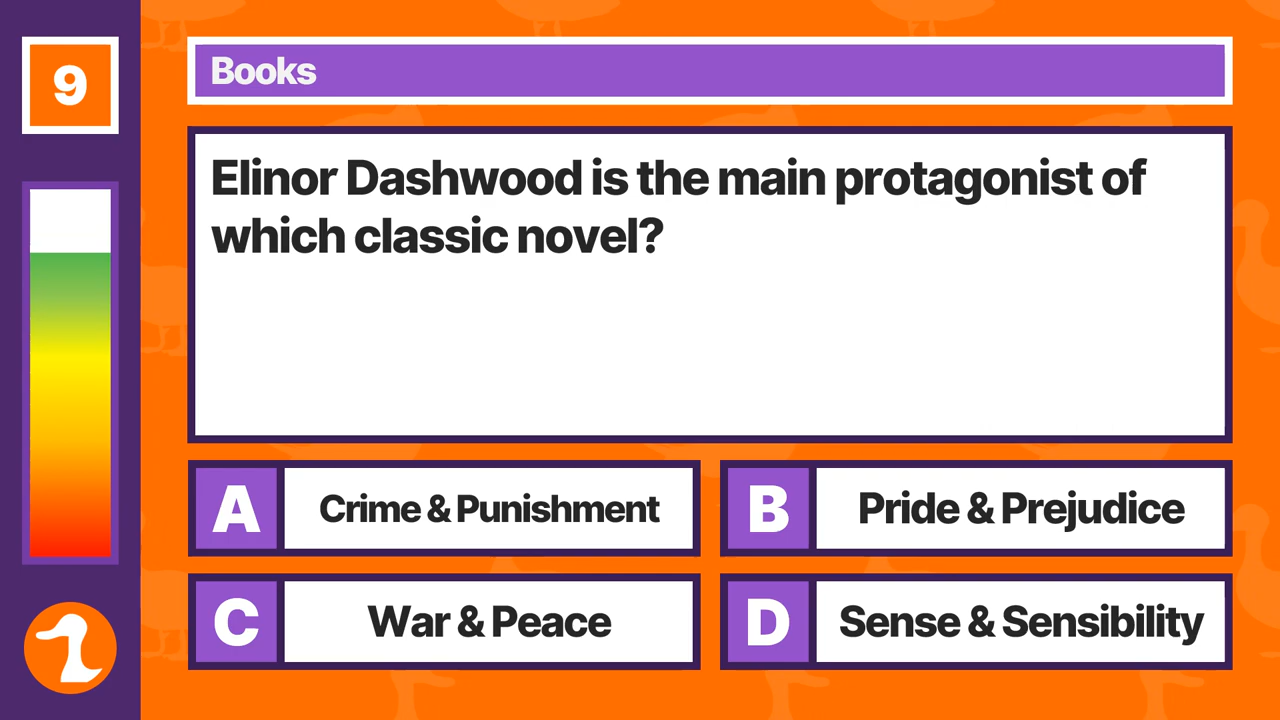 9
Books
Elinor Dashwood is the main protagonist of
which classic novel?
A Crime & Punishment
B Pride & Prejudice
C War & Peace
D Sense & Sensibility